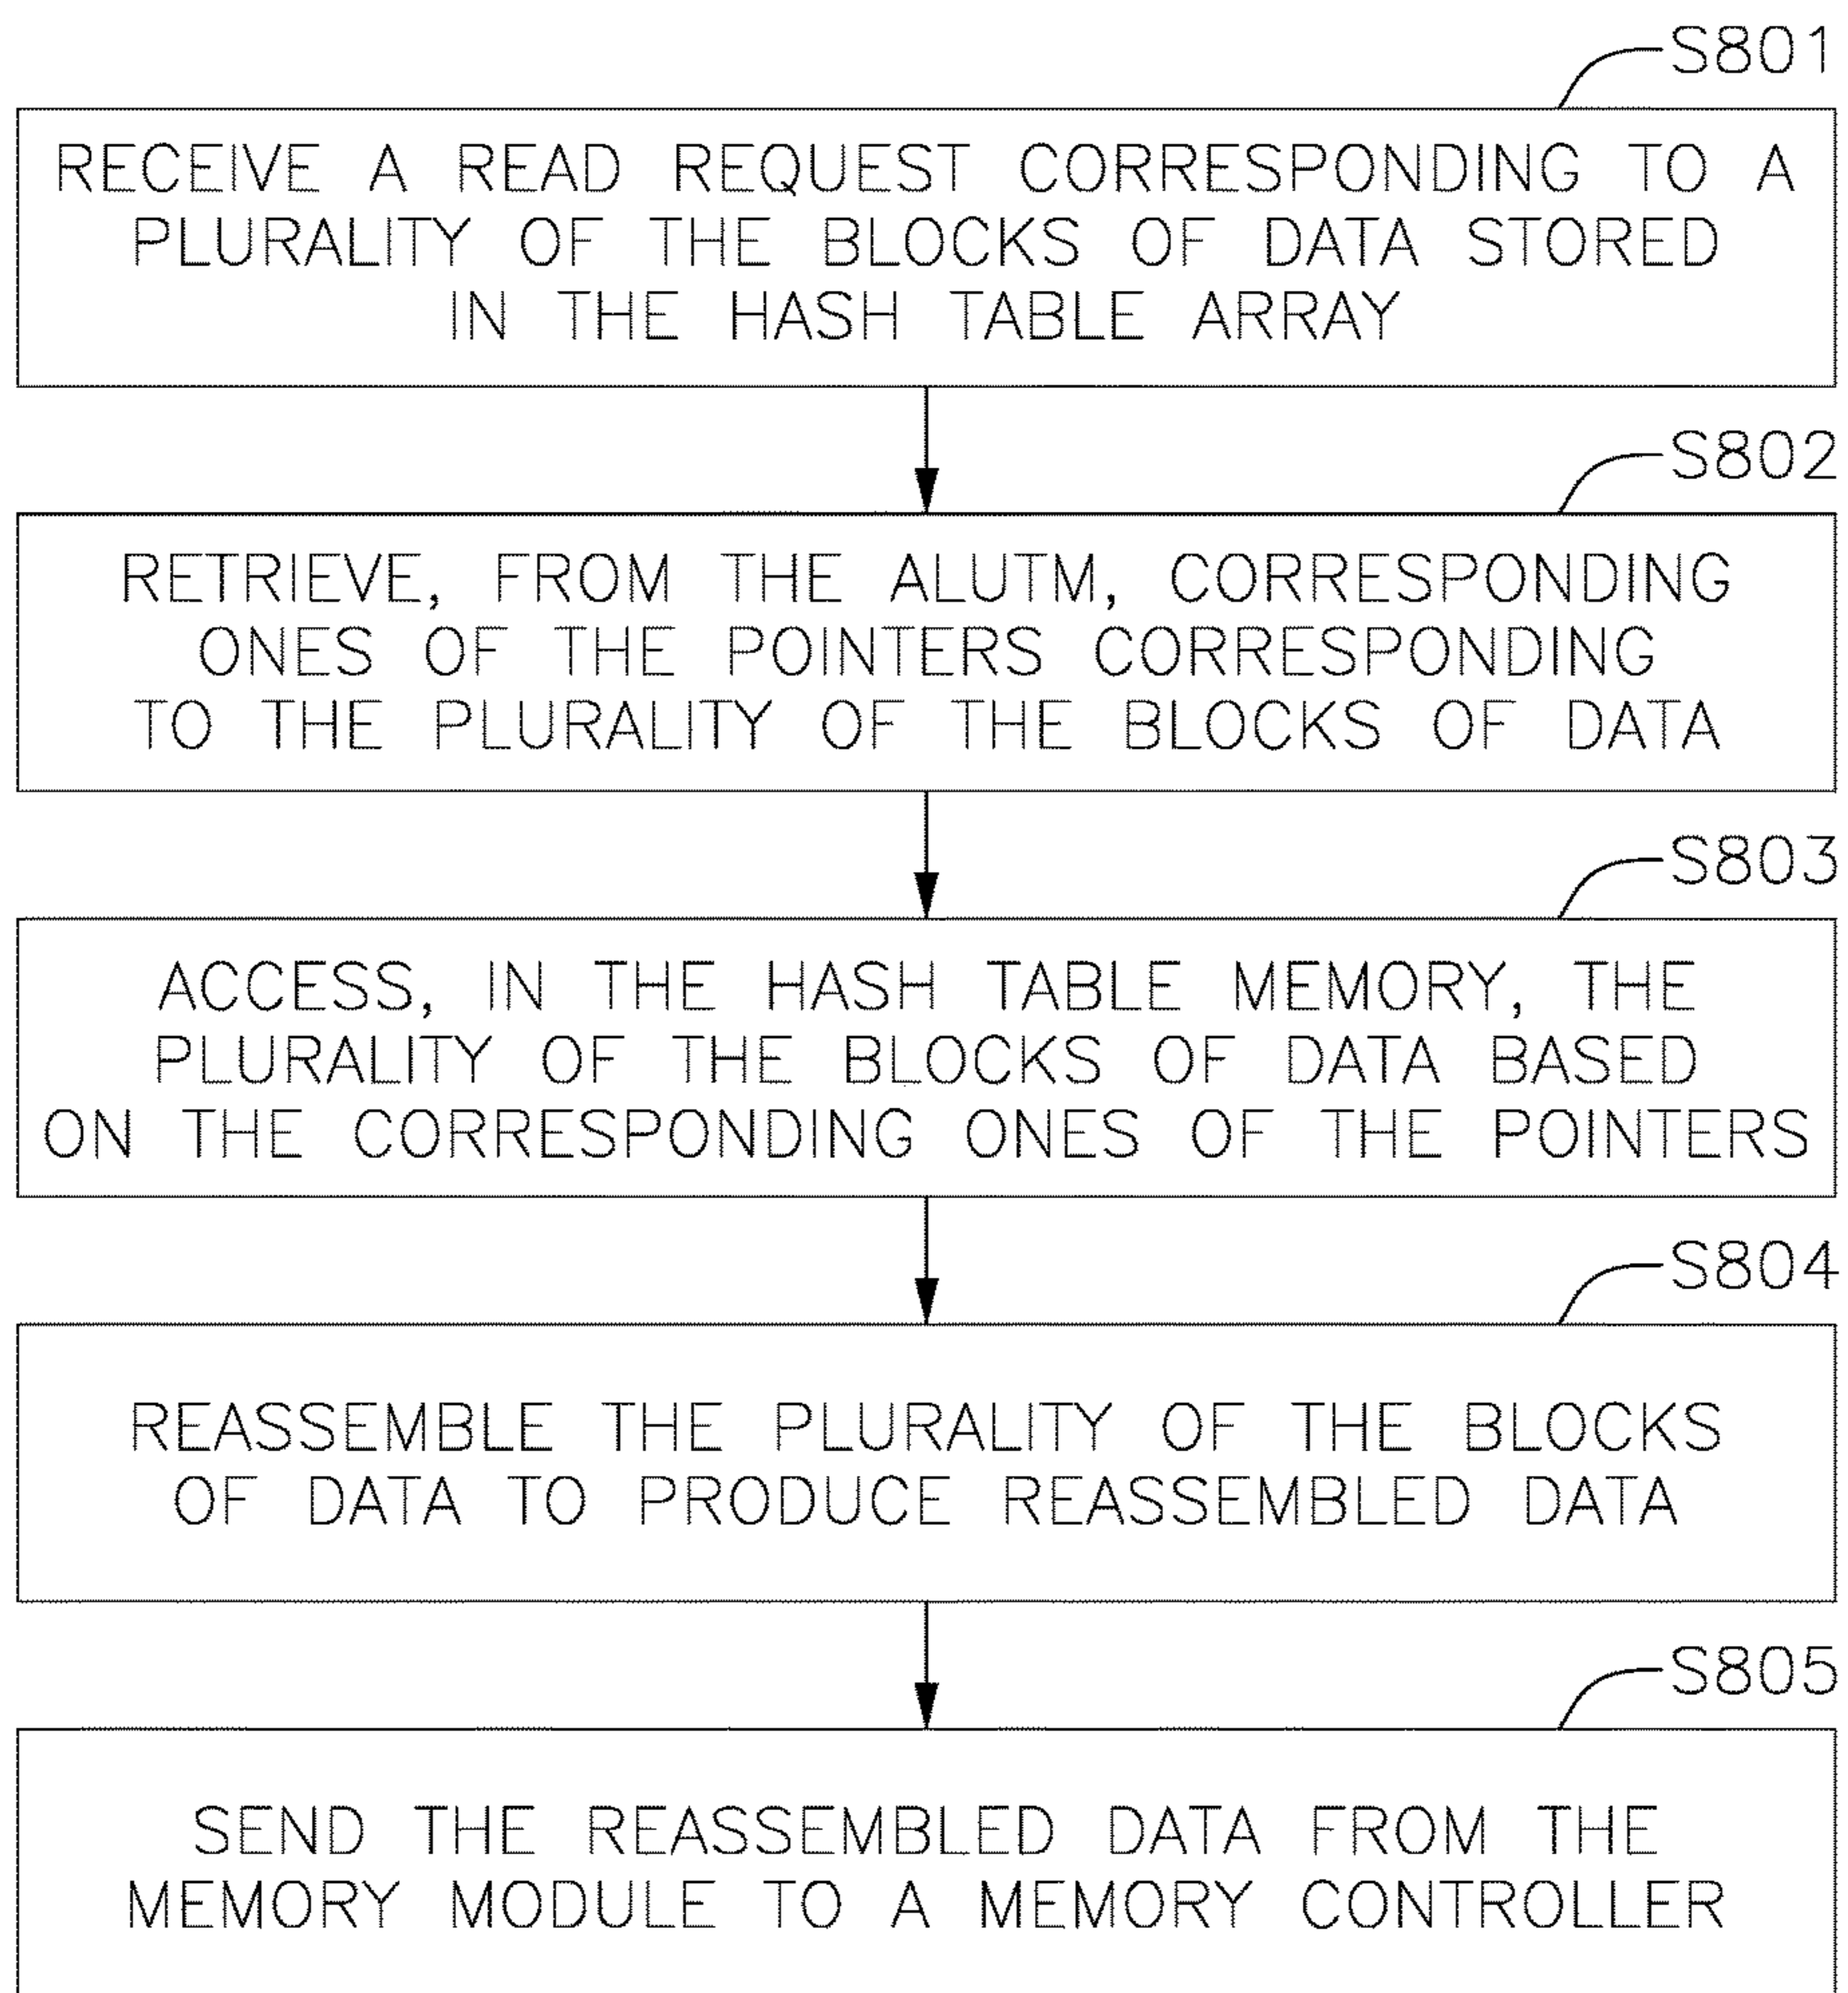 S801
RECEIVE A READ REQUEST CORRESPONDING TO A
PLURALITY OF THE BLOCKS OF DATA STORED
IN THE HASH TABLE ARRAY
S802
RETRIEVE, FROM THE ALUTM, CORRESPONDING
ONES OF THE POINTERS CORRESPONDING
TO THE PLURALITY OF THE BLOCKS OF DATA
S803
ACCESS, IN THE HASH TABLE MEMORY, THE
PLURALITY OF THE BLOCKS OF DATA BASED
ON THE CORRESPONDING ONES OF THE POINTERS
S804
REASSEMBLE THE PLURALITY OF THE BLOCKS
OF DATA TO PRODUCE REASSEMBLED DATA
S805
SEND THE REASSEMBLED DATA FROM THE
MEMORY MODULE TO A MEMORY CONTROLLER